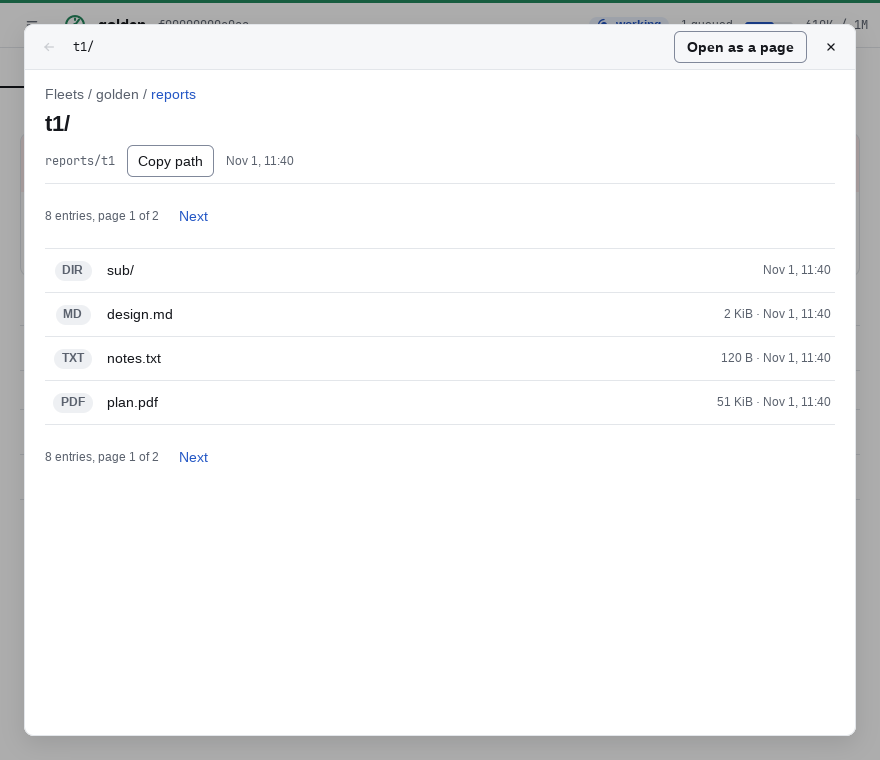 ← t1/ Open as a page ✕
Fleets / golden / reports
t1/
reports/t1 Copy path Nov 1, 11:40
8 entries, page 1 of 2 Next
DIR sub/ Nov 1, 11:40
MD design.md 2 KiB · Nov 1, 11:40
TXT notes.txt 120 B · Nov 1, 11:40
PDF plan.pdf 51 KiB · Nov 1, 11:40
8 entries, page 1 of 2 Next